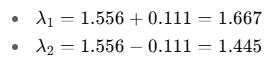 • λ₁ = 1.556 + 0.111 = 1.667
• λ₂ = 1.556 − 0.111 = 1.445